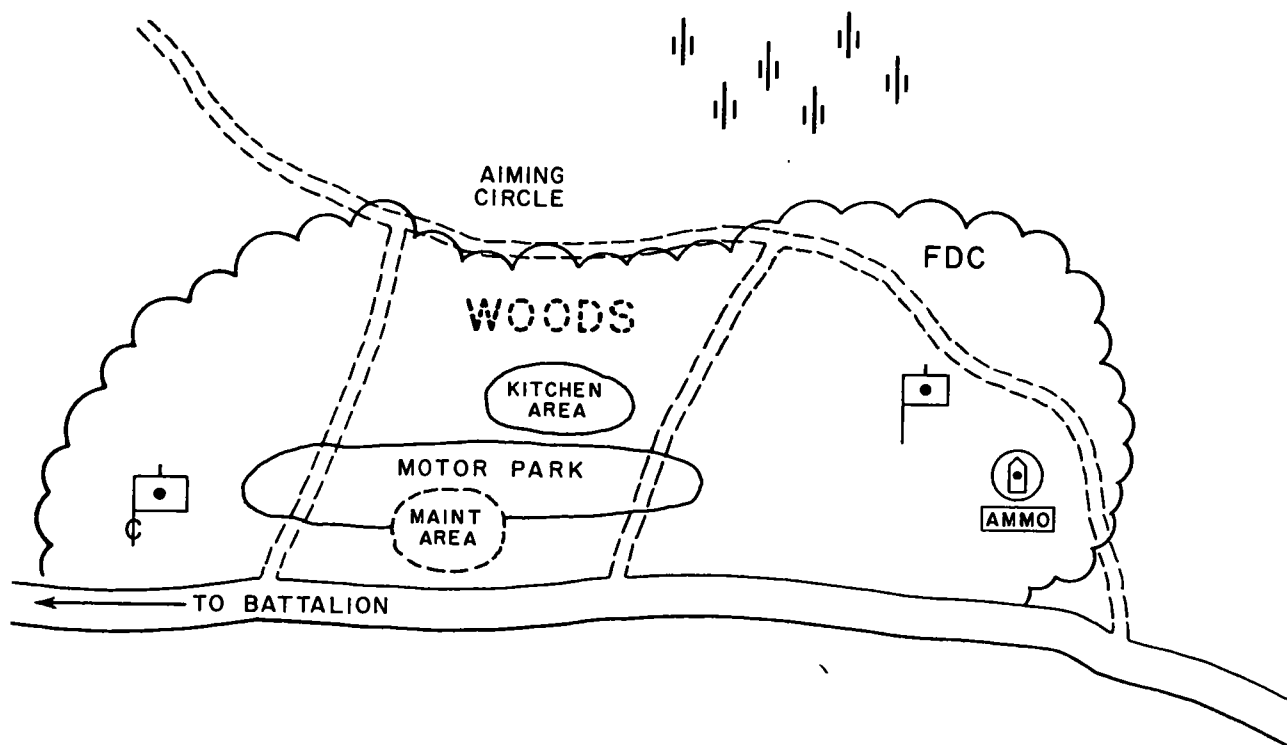 AIMING
CIRCLE
FDC
WOODS
KITCHEN
AREA
MOTOR PARK
MAINT
AREA
AMMO
C
TO BATTALION